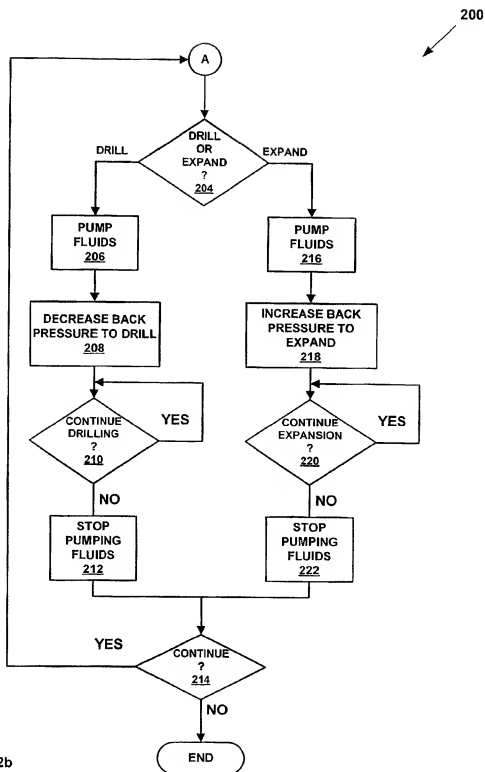 200
A
DRILL
OR
EXPAND
?
204
DRILL
EXPAND
PUMP
FLUIDS
206
PUMP
FLUIDS
216
DECREASE BACK
PRESSURE TO DRILL
208
INCREASE BACK
PRESSURE TO
EXPAND
218
CONTINUE
DRILLING
?
210
YES
CONTINUE
EXPANSION
?
220
YES
NO
NO
STOP
PUMPING
FLUIDS
212
STOP
PUMPING
FLUIDS
222
YES
CONTINUE
?
214
NO
END
2b